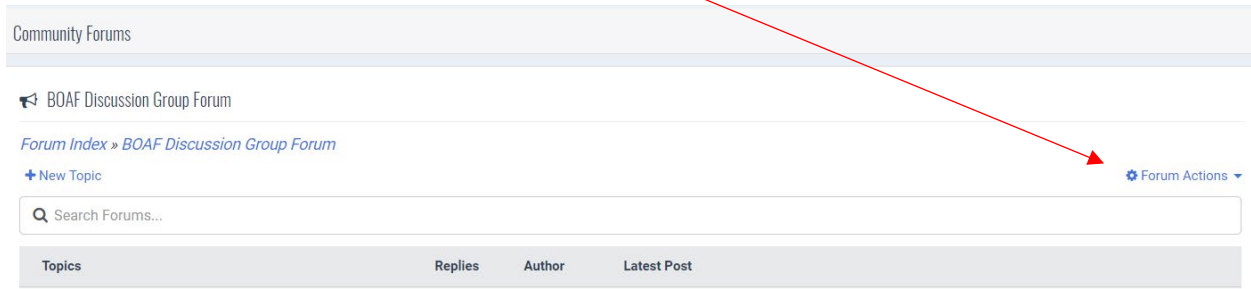 Community Forums
BOAF Discussion Group Forum
Forum Index » BOAF Discussion Group Forum
New Topic Forum Actions
Search Forums...
Topics Replies Author Latest Post